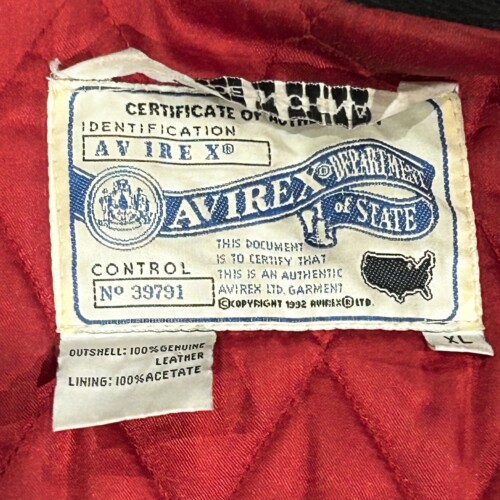 CERTIFICATE OF
IDENTIFICATION
AVIREX®
AVIREX® DEPARTMENT
of STATE
THIS DOCUMENT
IS TO CERTIFY THAT
THIS IS AN AUTHENTIC
AVIREX LTD. GARMENT
©COPYRIGHT 1992 AVIREX® LTD.
CONTROL
Nº 39791
XL
OUTSHELL: 100% GENUINE
LEATHER
LINING: 100% ACETATE